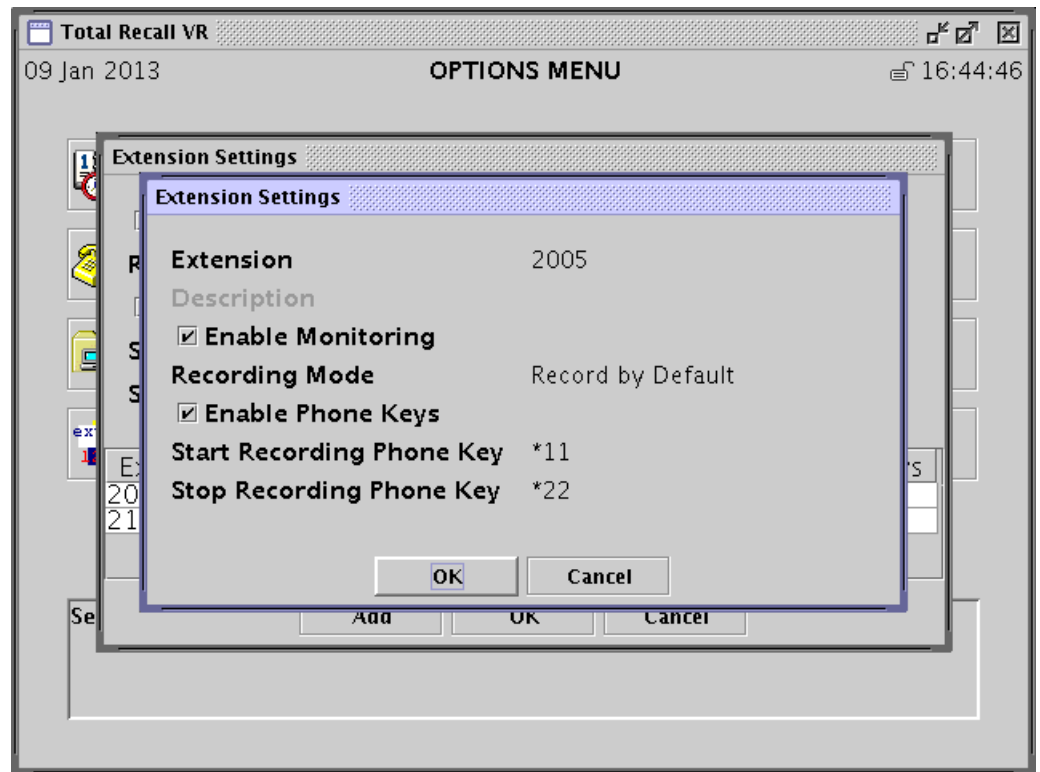 Total Recall VR
09 Jan 2013 OPTIONS MENU 16:44:46
Extension Settings
Extension Settings
Extension 2005
Description
Enable Monitoring
Recording Mode Record by Default
Enable Phone Keys
Start Recording Phone Key *11
Stop Recording Phone Key *22
20
21
OK Cancel
Add OK Cancel